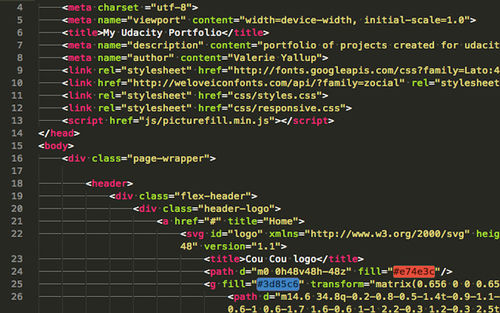 4 <meta charset ="utf-8">
5 <meta name="viewport" content="width=device-width, initial-scale=1.0">
6 <title>My Udacity Portfolio</title>
7 <meta name="description" content="portfolio of projects created for udacit
8 <meta name="author" content="Valerie Yallup">
9 <link rel="stylesheet" href="http://fonts.googleapis.com/css?family=Lato:4
10 <link href="http://weloveiconfonts.com/api/?family=zocial" rel="stylesheet
11 <link rel="stylesheet" href="css/styles.css">
12 <link rel="stylesheet" href="css/responsive.css">
13 <script href="js/picturefill.min.js"></script>
14 </head>
15 <body>
16 <div class="page-wrapper">
17
18 <header>
19 <div class="flex-header">
20 <div class="header-logo">
21 <a href="#" title="Home">
22 <svg id="logo" xmlns="http://www.w3.org/2000/svg" heig
48" version="1.1">
23 <title>Cou Cou logo</title>
24 <path d="m0 0h48v48h-48z" fill="#e74e3c"/>
25 <g fill="#3d85c6" transform="matrix(0.656 0 0 0.65
26 <path d="m14.6 34.8q-0.2-0.8-0.5-1.4t-0.9-1.1-
0.6-1 0.6-1.7 1.6-0.6 1-1 2.2-0.3 1.2-0.3 2.5t